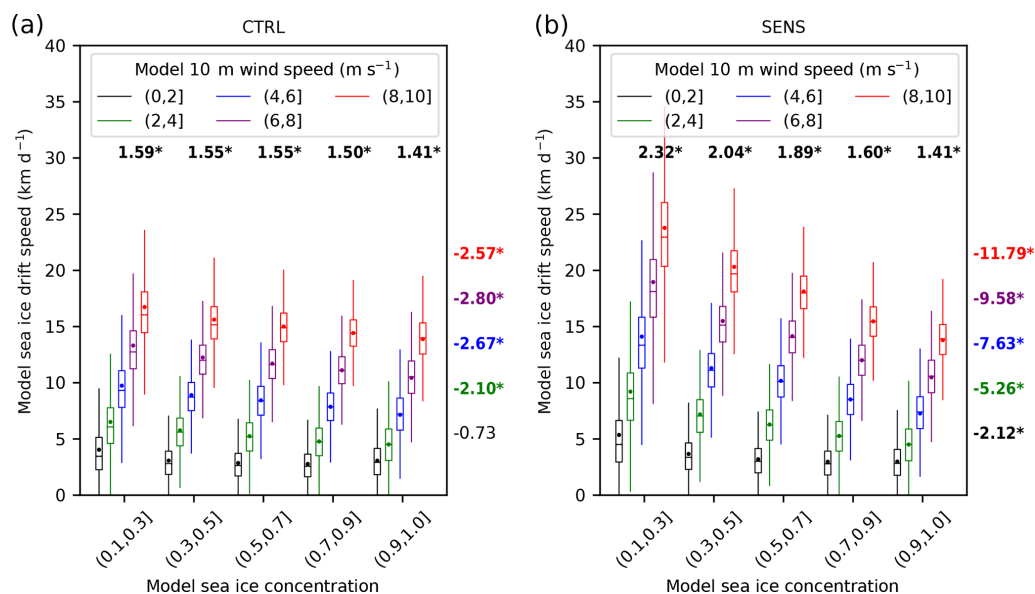 (a)
CTRL
Model sea ice drift speed (km d⁻¹)
40
35
30
25
20
15
10
5
0
Model 10 m wind speed (m s⁻¹)
(0,2] (4,6] (8,10]
(2,4] (6,8]
1.59* 1.55* 1.55* 1.50* 1.41*
-2.57*
-2.80*
-2.67*
-2.10*
-0.73
(0.1,0.3] (0.3,0.5] (0.5,0.7] (0.7,0.9] (0.9,1.0]
Model sea ice concentration
(b)
SENS
Model sea ice drift speed (km d⁻¹)
40
35
30
25
20
15
10
5
0
Model 10 m wind speed (m s⁻¹)
(0,2] (4,6] (8,10]
(2,4] (6,8]
2.32* 2.04* 1.89* 1.60* 1.41*
-11.79*
-9.58*
-7.63*
-5.26*
-2.12*
(0.1,0.3] (0.3,0.5] (0.5,0.7] (0.7,0.9] (0.9,1.0]
Model sea ice concentration